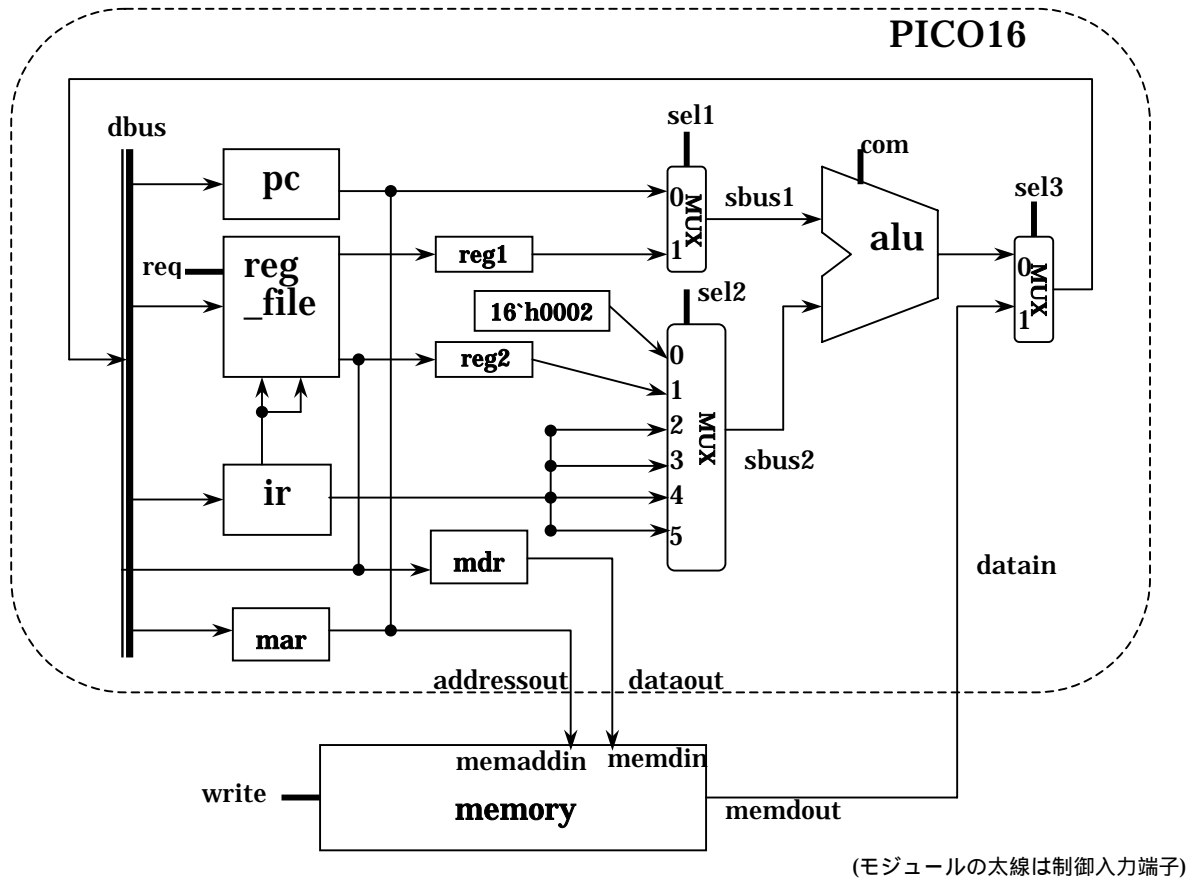 PICO16
dbus
sel1
com
sel3
pc
0
MUX
1
sbus1
alu
0
MUX
1
req
reg
_file
reg1
sel2
16`h0002
reg2
0
1
2
3
4
5
MUX
sbus2
ir
mdr
datain
mar
addressout
dataout
memaddin
memdin
write
memory
memdout
(モジュールの太線は制御入力端子)